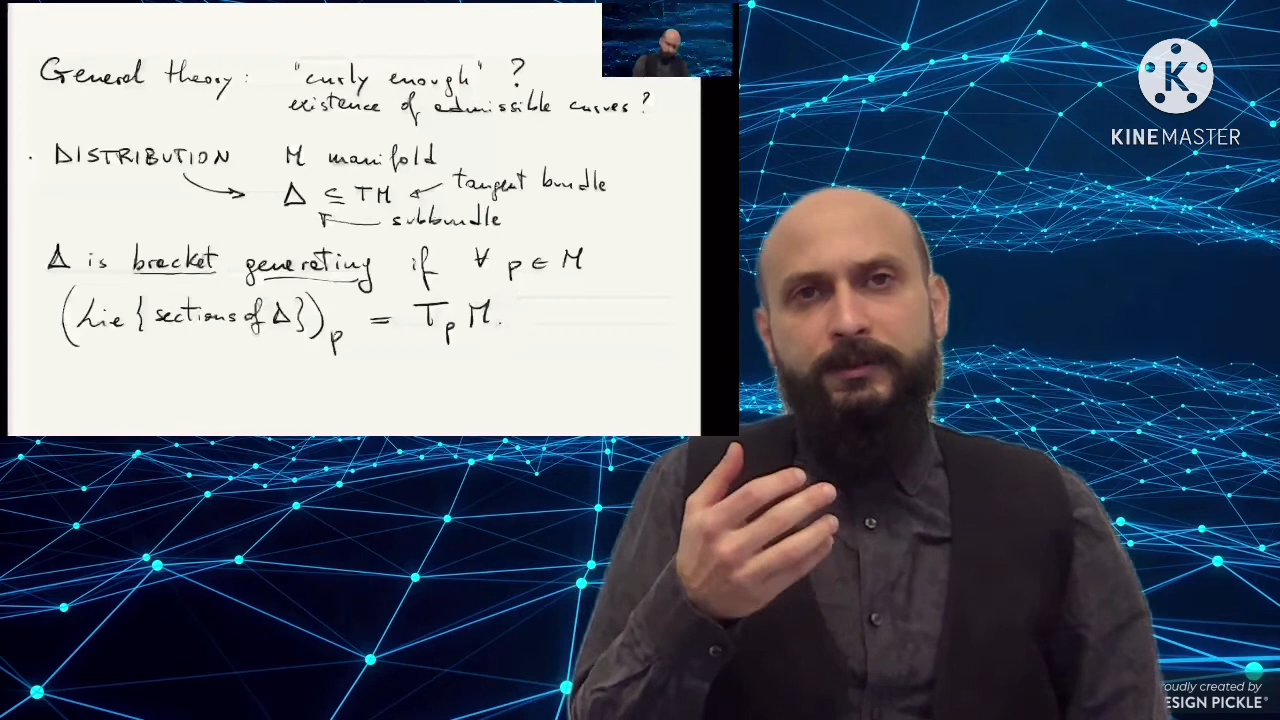 General theory: "curly enough" ?
existence of admissible curves?
. DISTRIBUTION M manifold
Δ ⊆ TM ← tangent bundle
subbundle
Δ is bracket generating if ∀ p ∈ M
(Lie { sections of Δ})p = TpM.
K
KINEMASTER
roudly created by
ESIGN PICKLE®